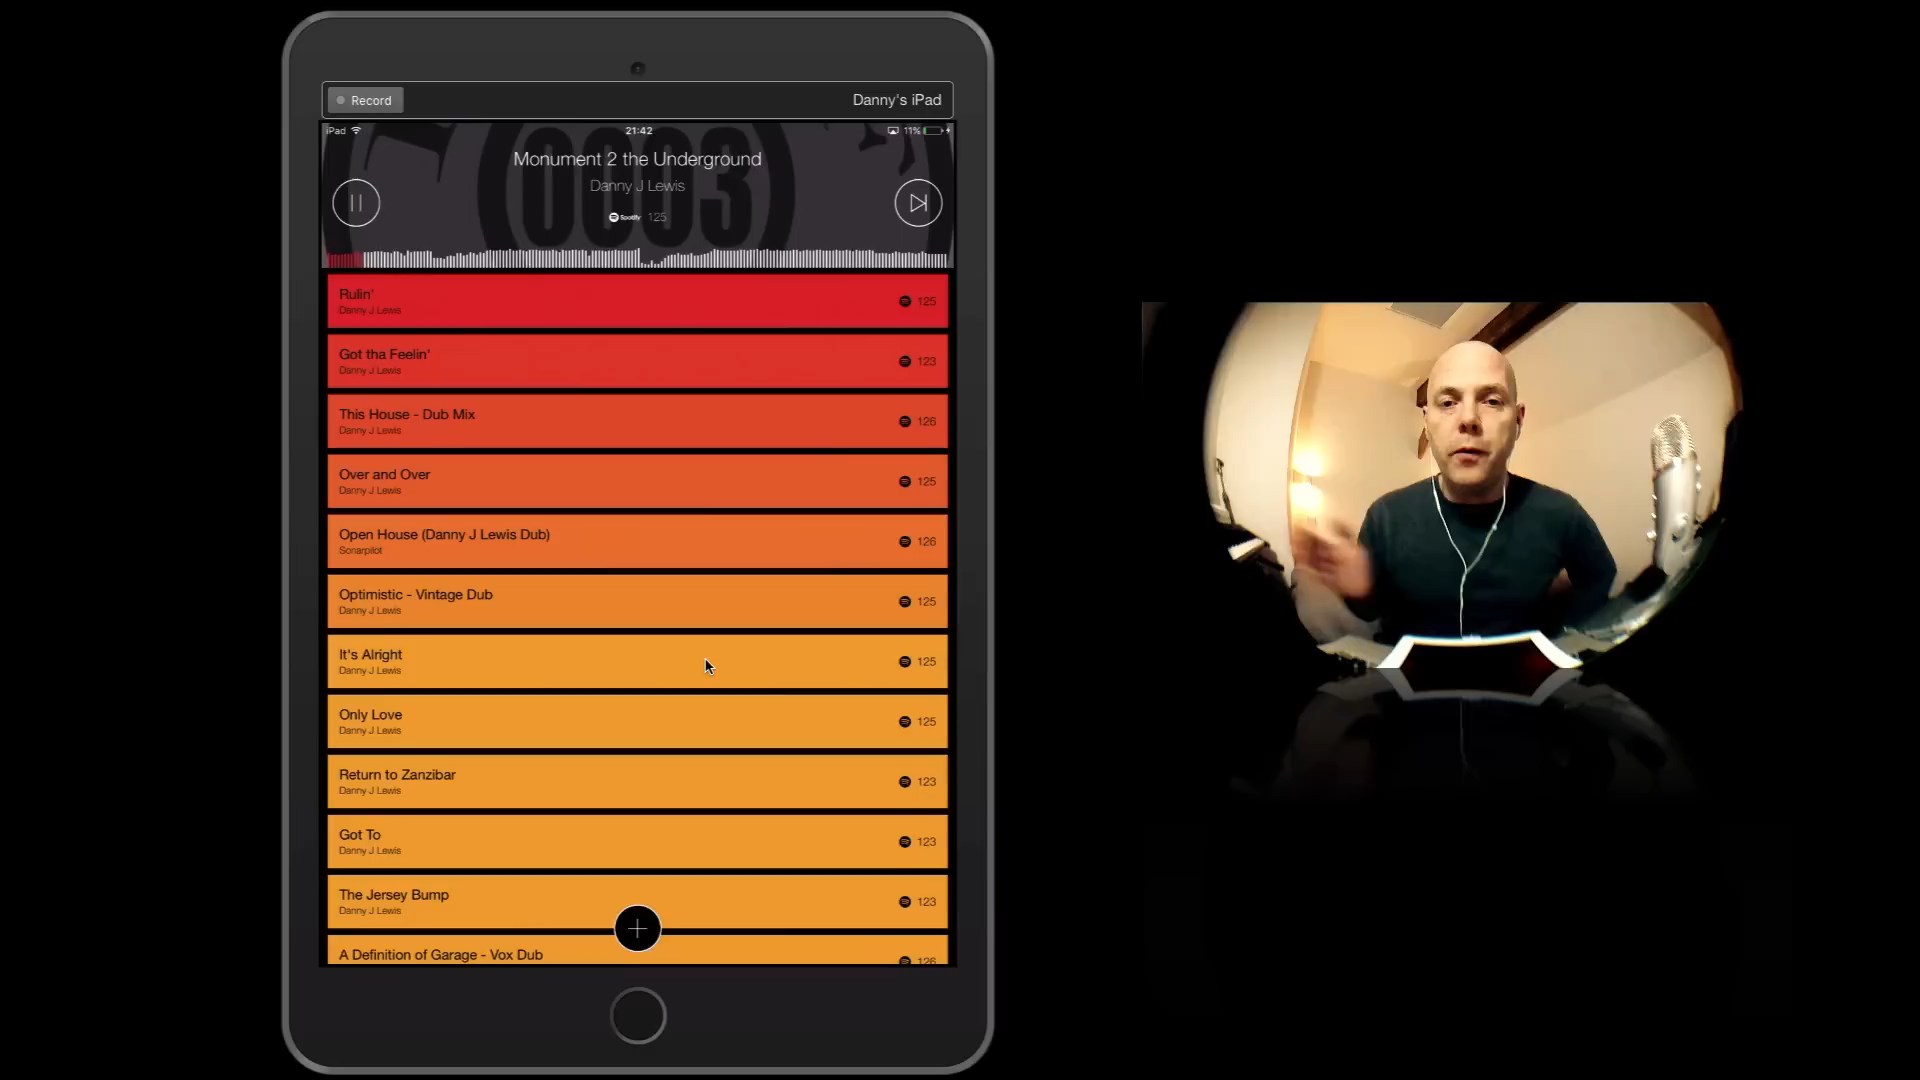 Record
Danny's iPad
iPad
21:42
11%
0003
Monument 2 the Underground
Danny J Lewis
Spotify 125
Rulin'
Danny J Lewis
125
Got tha Feelin'
Danny J Lewis
123
This House - Dub Mix
Danny J Lewis
126
Over and Over
Danny J Lewis
125
Open House (Danny J Lewis Dub)
Sonarpilot
126
Optimistic - Vintage Dub
Danny J Lewis
125
It's Alright
Danny J Lewis
125
Only Love
Danny J Lewis
125
Return to Zanzibar
Danny J Lewis
123
Got To
Danny J Lewis
123
The Jersey Bump
Danny J Lewis
123
A Definition of Garage - Vox Dub
126